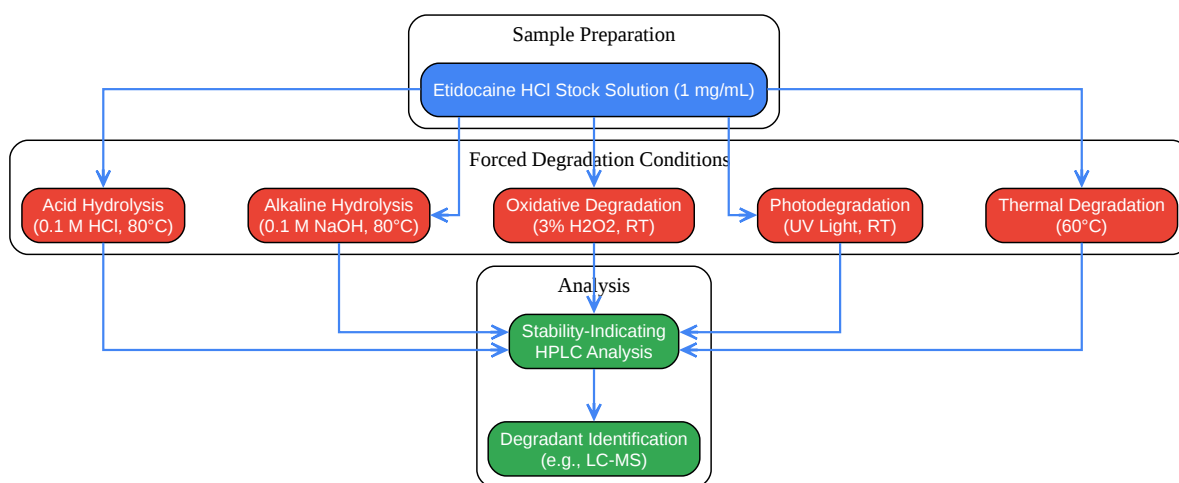 Sample Preparation
Etidocaine HCl Stock Solution (1 mg/mL)
Forced Degradation Conditions
Acid Hydrolysis
(0.1 M HCl, 80°C)
Alkaline Hydrolysis
(0.1 M NaOH, 80°C)
Oxidative Degradation
(3% H2O2, RT)
Photodegradation
(UV Light, RT)
Thermal Degradation
(60°C)
Analysis
Stability-Indicating
HPLC Analysis
Degradant Identification
(e.g., LC-MS)